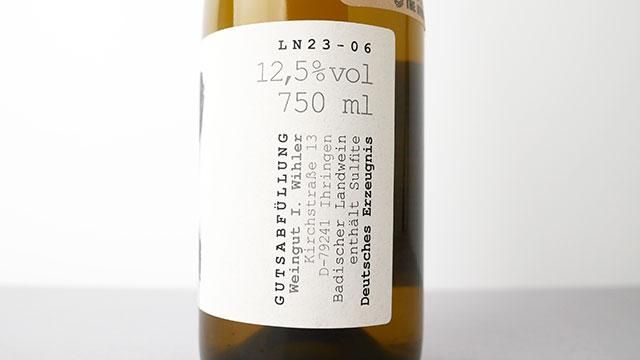 LN23-06
12,5%vol
750 ml
GUTSABFÜLLUNG
Weingut I. Wihler
Kirchstraße 13
D-79241 Ihringen
Badischer Landwein
enthält Sulfite
Deutsches Erzeugnis